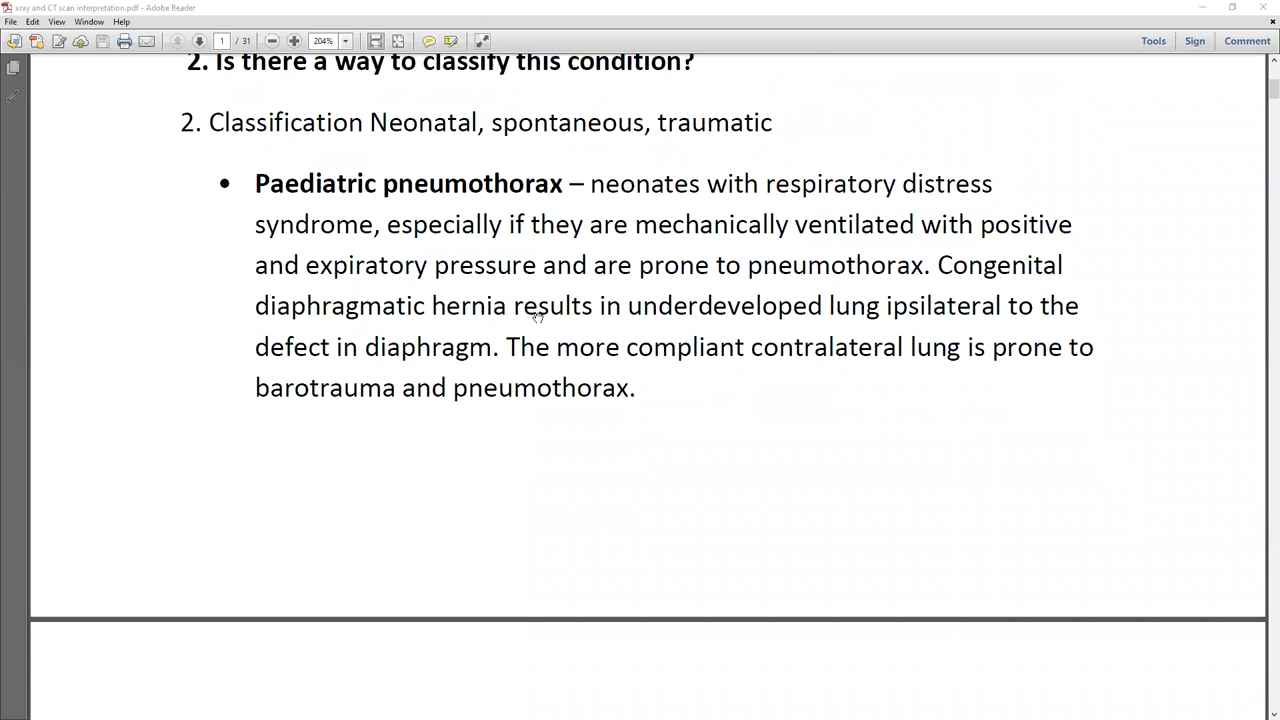 xray and CT scan interpretation.pdf - Adobe Reader
File Edit View Window Help
1 / 31 204% Tools Sign Comment
2. Is there a way to classify this condition?
2. Classification Neonatal, spontaneous, traumatic
• Paediatric pneumothorax – neonates with respiratory distress
syndrome, especially if they are mechanically ventilated with positive
and expiratory pressure and are prone to pneumothorax. Congenital
diaphragmatic hernia results in underdeveloped lung ipsilateral to the
defect in diaphragm. The more compliant contralateral lung is prone to
barotrauma and pneumothorax.